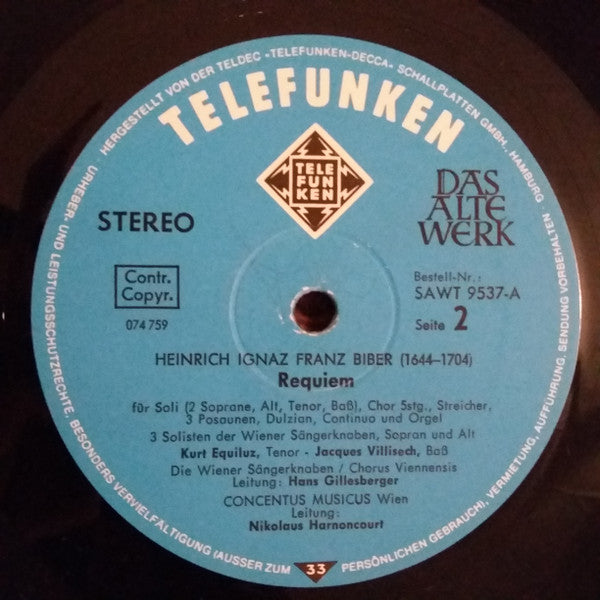 URHEBER- UND LEISTUNGSSCHUTZRECHTE, BESONDERS VERVIELFÄLTIGUNG (AUSSER ZUM PERSÖNLICHEN GEBRAUCH), VERMIETUNG, AUFFÜHRUNG, SENDUNG VORBEHALTEN · HERGESTELLT VON DER TELDEC »TELEFUNKEN-DECCA« SCHALLPLATTEN GMBH, HAMBURG
TELEFUNKEN
TELE
FUN
KEN
DAS
ALTE
WERK
STEREO
Contr.
Copyr.
074 759
Bestell-Nr.:
SAWT 9537-A
Seite 2
HEINRICH IGNAZ FRANZ BIBER (1644–1704)
Requiem
für Soli (2 Soprane, Alt, Tenor, Baß), Chor 5stg., Streicher,
3 Posaunen, Dulzian, Continuo und Orgel
3 Solisten der Wiener Sängerknaben, Sopran und Alt
Kurt Equiluz, Tenor - Jacques Villisech, Baß
Die Wiener Sängerknaben / Chorus Viennensis
Leitung: Hans Gillesberger
CONCENTUS MUSICUS Wien
Leitung:
Nikolaus Harnoncourt
33